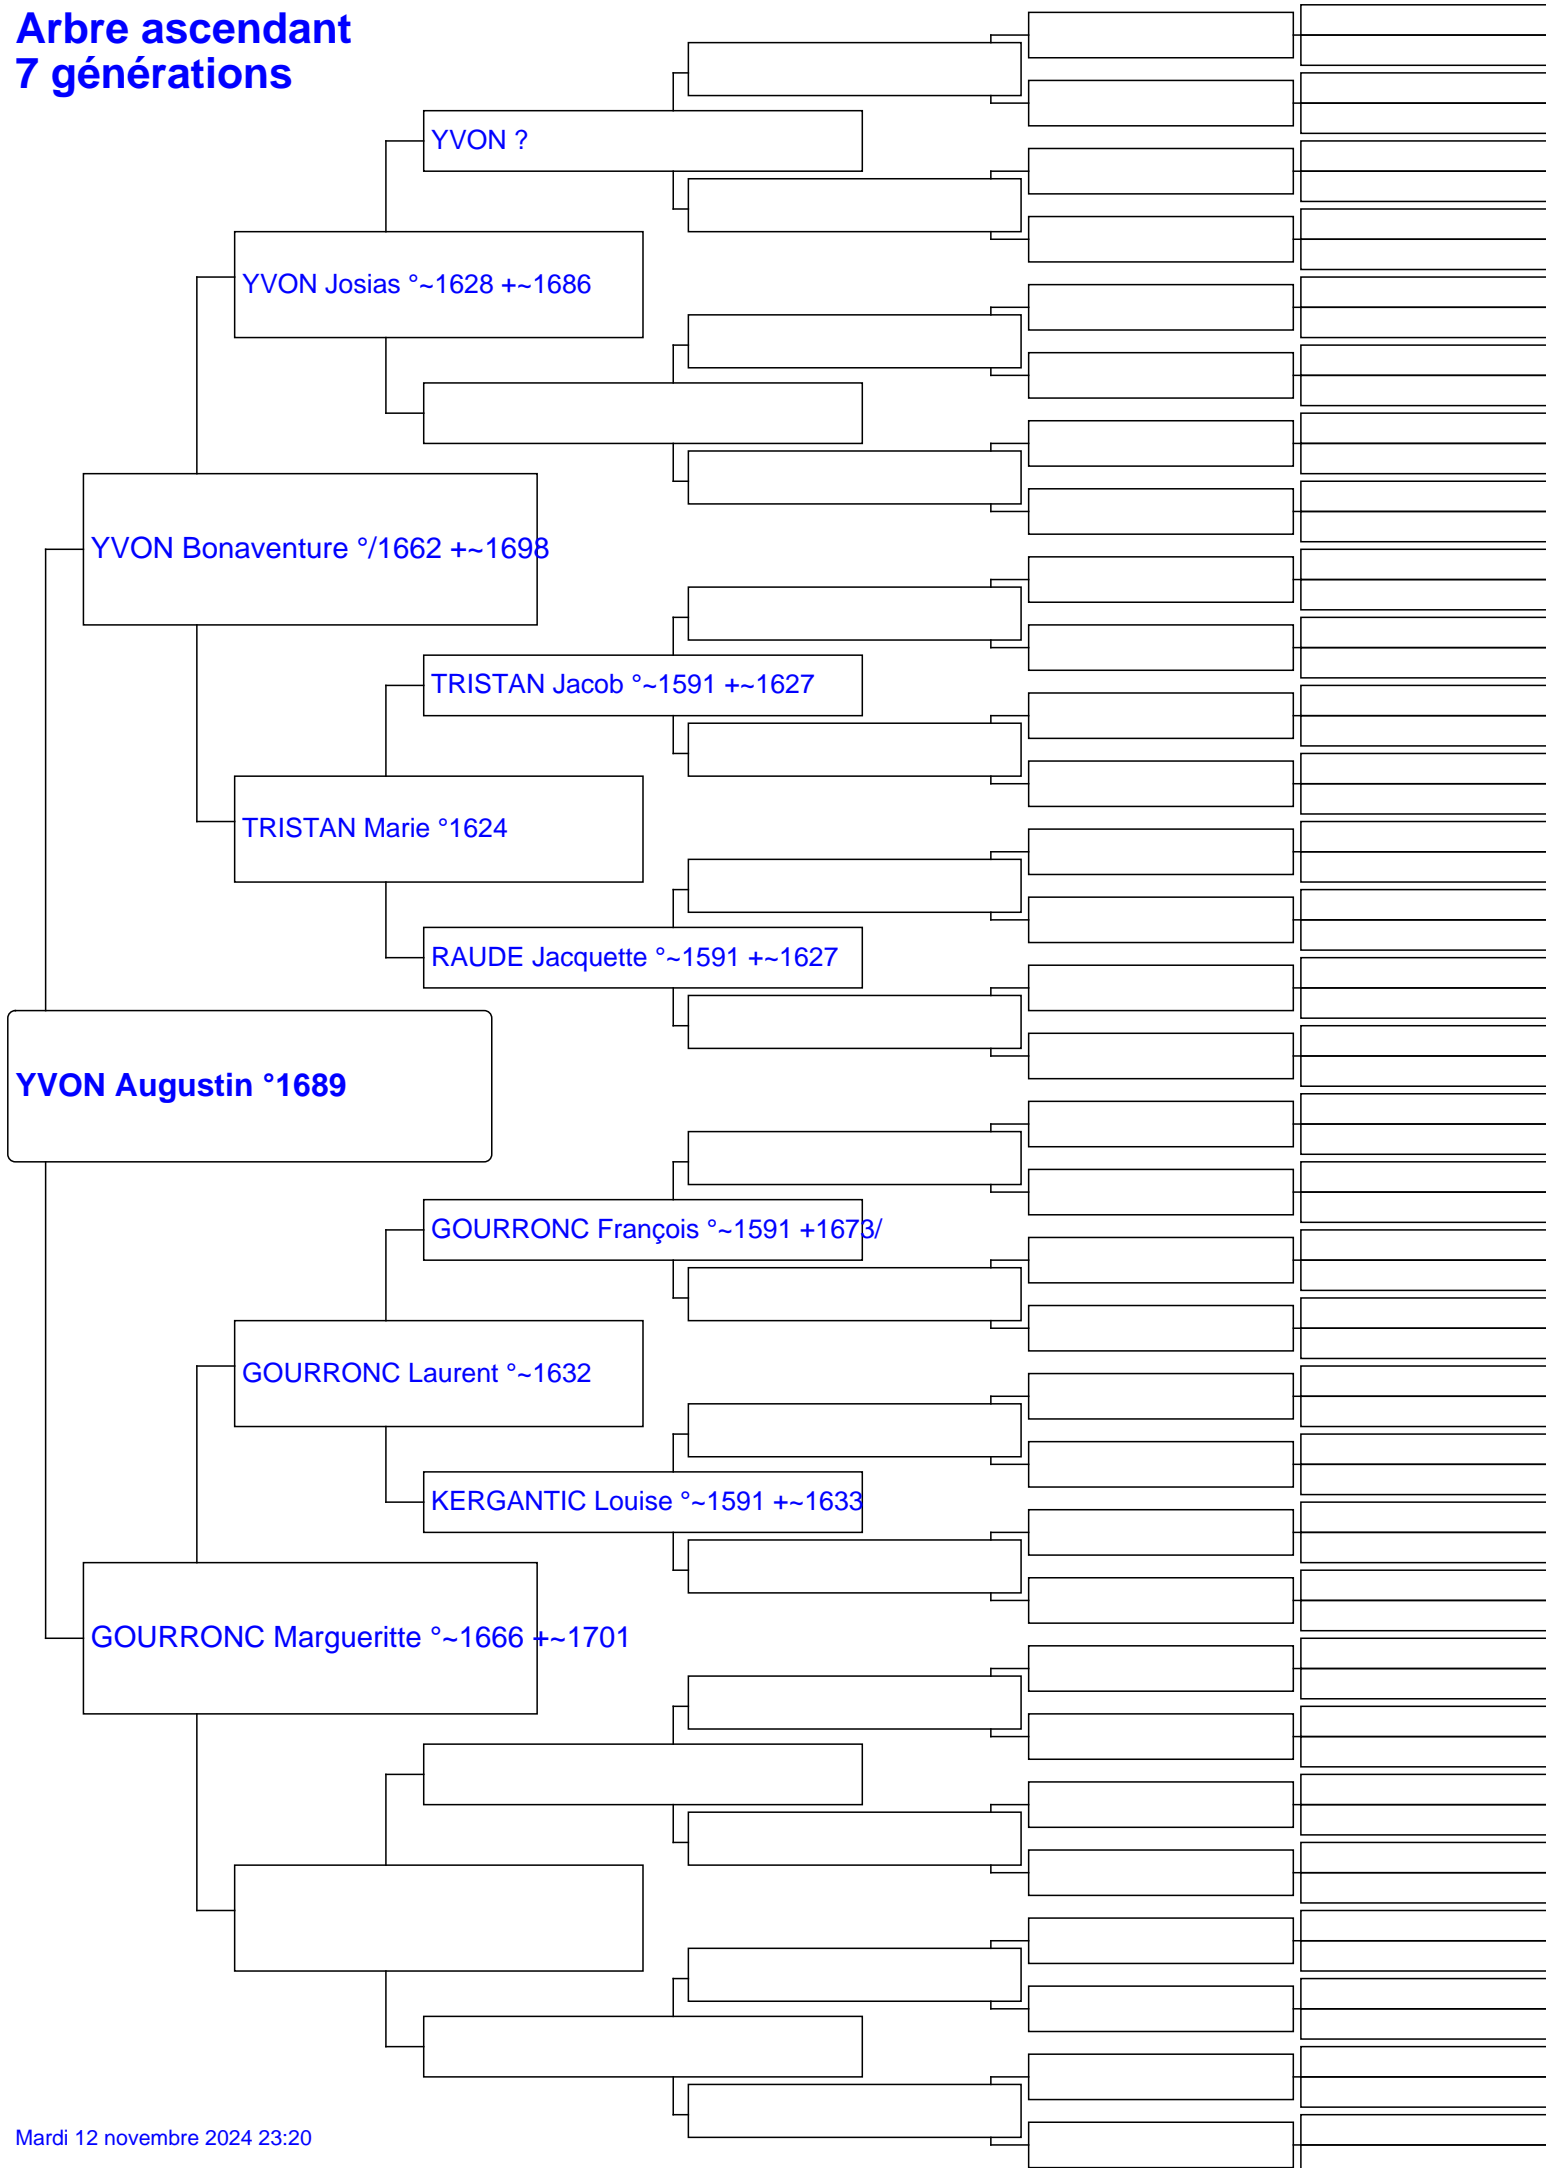 Arbre ascendant
7 générations
YVON ?
YVON Josias °~1628 +~1686
YVON Bonaventure °/1662 +~1698
TRISTAN Jacob °~1591 +~1627
TRISTAN Marie °1624
RAUDE Jacquette °~1591 +~1627
YVON Augustin °1689
GOURRONC François °~1591 +1673/
GOURRONC Laurent °~1632
KERGANTIC Louise °~1591 +~1633
GOURRONC Margueritte °~1666 +~1701
Mardi 12 novembre 2024 23:20